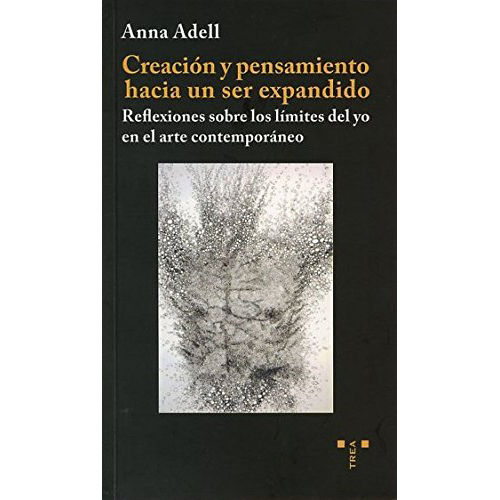 Anna Adell
Creación y pensamiento
hacia un ser expandido
Reflexiones sobre los límites del yo
en el arte contemporáneo
TREA